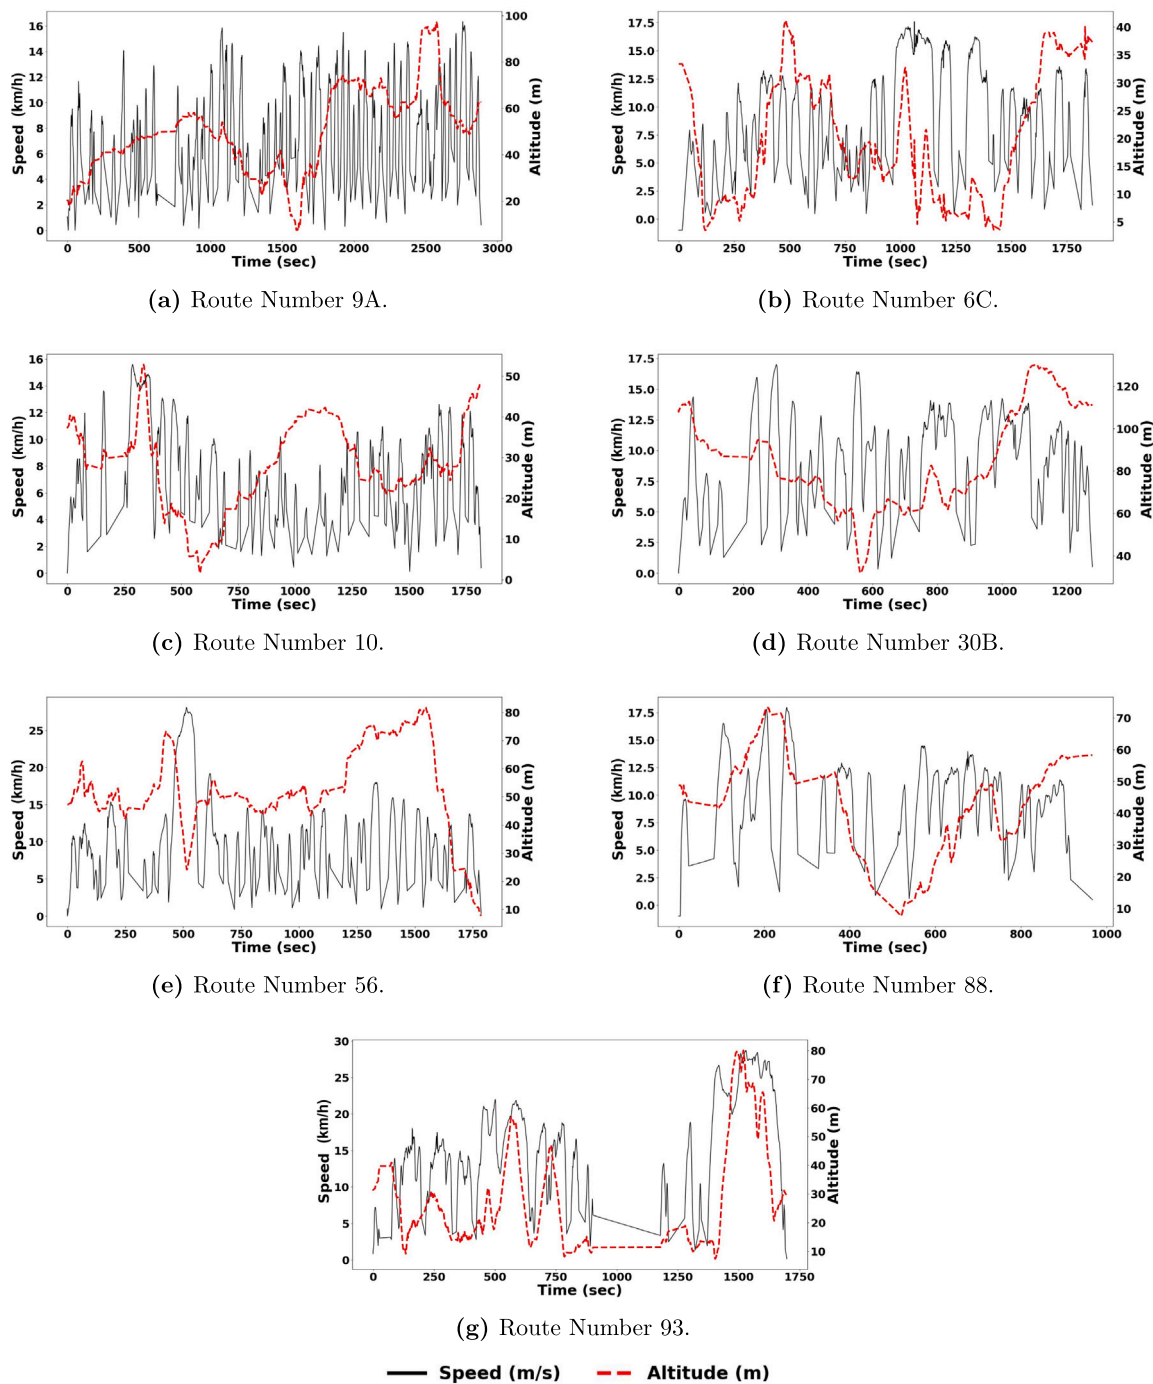 16
14
12
10
8
6
4
2
0
Speed (km/h)
100
80
60
40
20
Altitude (m)
0 500 1000 1500 2000 2500 3000
Time (sec)
(a) Route Number 9A.
17.5
15.0
12.5
10.0
7.5
5.0
2.5
0.0
Speed (km/h)
40
35
30
25
20
15
10
5
Altitude (m)
0 250 500 750 1000 1250 1500 1750
Time (sec)
(b) Route Number 6C.
16
14
12
10
8
6
4
2
0
Speed (km/h)
50
40
30
20
10
0
Altitude (m)
0 250 500 750 1000 1250 1500 1750
Time (sec)
(c) Route Number 10.
17.5
15.0
12.5
10.0
7.5
5.0
2.5
0.0
Speed (km/h)
120
100
80
60
40
Altitude (m)
0 200 400 600 800 1000 1200
Time (sec)
(d) Route Number 30B.
25
20
15
10
5
0
Speed (km/h)
80
70
60
50
40
30
20
10
Altitude (m)
0 250 500 750 1000 1250 1500 1750
Time (sec)
(e) Route Number 56.
17.5
15.0
12.5
10.0
7.5
5.0
2.5
0.0
Speed (km/h)
70
60
50
40
30
20
10
Altitude (m)
0 200 400 600 800 1000
Time (sec)
(f) Route Number 88.
30
25
20
15
10
5
0
Speed (km/h)
80
70
60
50
40
30
20
10
Altitude (m)
0 250 500 750 1000 1250 1500 1750
Time (sec)
(g) Route Number 93.
Speed (m/s) Altitude (m)